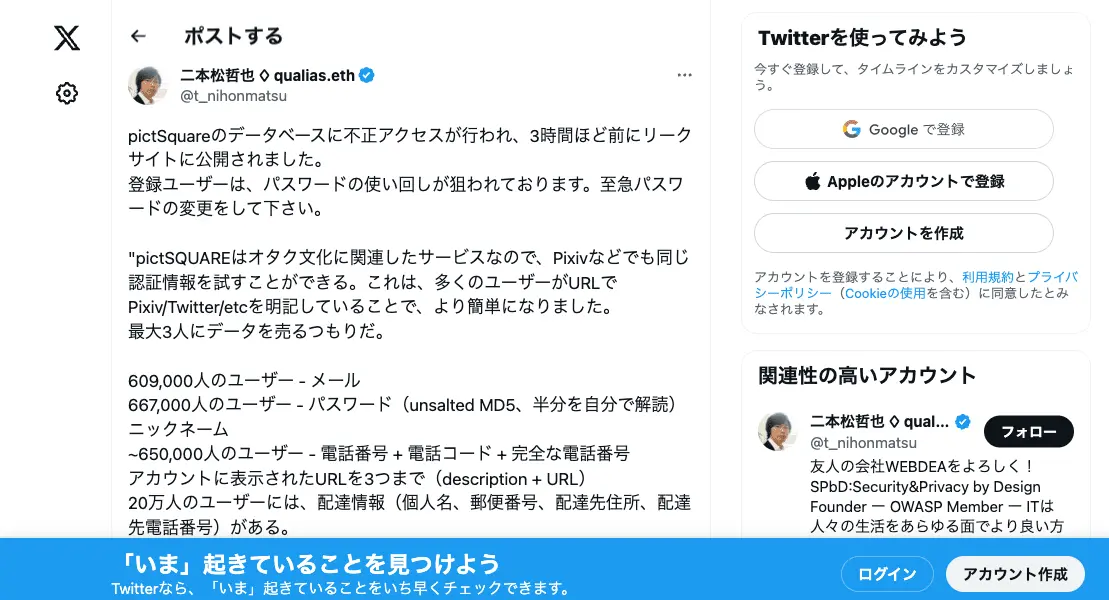 ポストする
二本松哲也 ◊ qualias.eth
@t_nihonmatsu
pictSquareのデータベースに不正アクセスが行われ、3時間ほど前にリーク
サイトに公開されました。
登録ユーザーは、パスワードの使い回しが狙われております。至急パスワ
ードの変更をして下さい。
"pictSQUAREはオタク文化に関連したサービスなので、Pixivなどでも同じ
認証情報を試すことができる。これは、多くのユーザーがURLで
Pixiv/Twitter/etcを明記していることで、より簡単になりました。
最大3人にデータを売るつもりだ。
609,000人のユーザー - メール
667,000人のユーザー - パスワード（unsalted MD5、半分を自分で解読）
ニックネーム
~650,000人のユーザー - 電話番号 + 電話コード + 完全な電話番号
アカウントに表示されたURLを3つまで（description + URL）
20万人のユーザーには、配達情報（個人名、郵便番号、配達先住所、配達
先電話番号）がある。
Twitterを使ってみよう
今すぐ登録して、タイムラインをカスタマイズしましょ
う。
Google で登録
Appleのアカウントで登録
アカウントを作成
アカウントを登録することにより、利用規約とプライバ
シーポリシー（Cookieの使用を含む）に同意したとみ
なされます。
関連性の高いアカウント
二本松哲也 ◊ qual...
@t_nihonmatsu
フォロー
友人の会社WEBDEAをよろしく！
SPbD:Security&Privacy by Design
Founder ー OWASP Member ー ITは
人々の生活をあらゆる面でより良い方
「いま」起きていることを見つけよう
Twitterなら、「いま」起きていることをいち早くチェックできます。
ログイン
アカウント作成